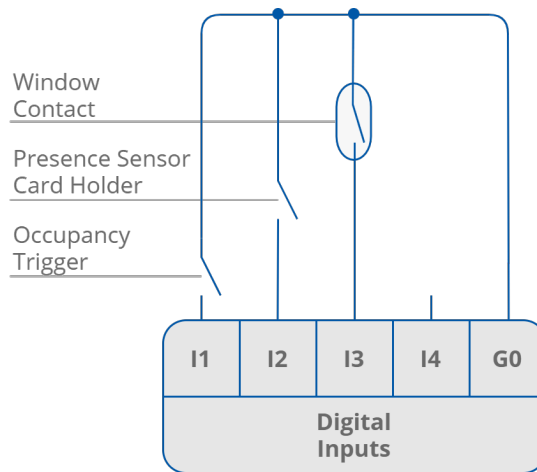 Window
Contact
Presence Sensor
Card Holder
Occupancy
Trigger
I1 I2 I3 I4 G0
Digital
Inputs